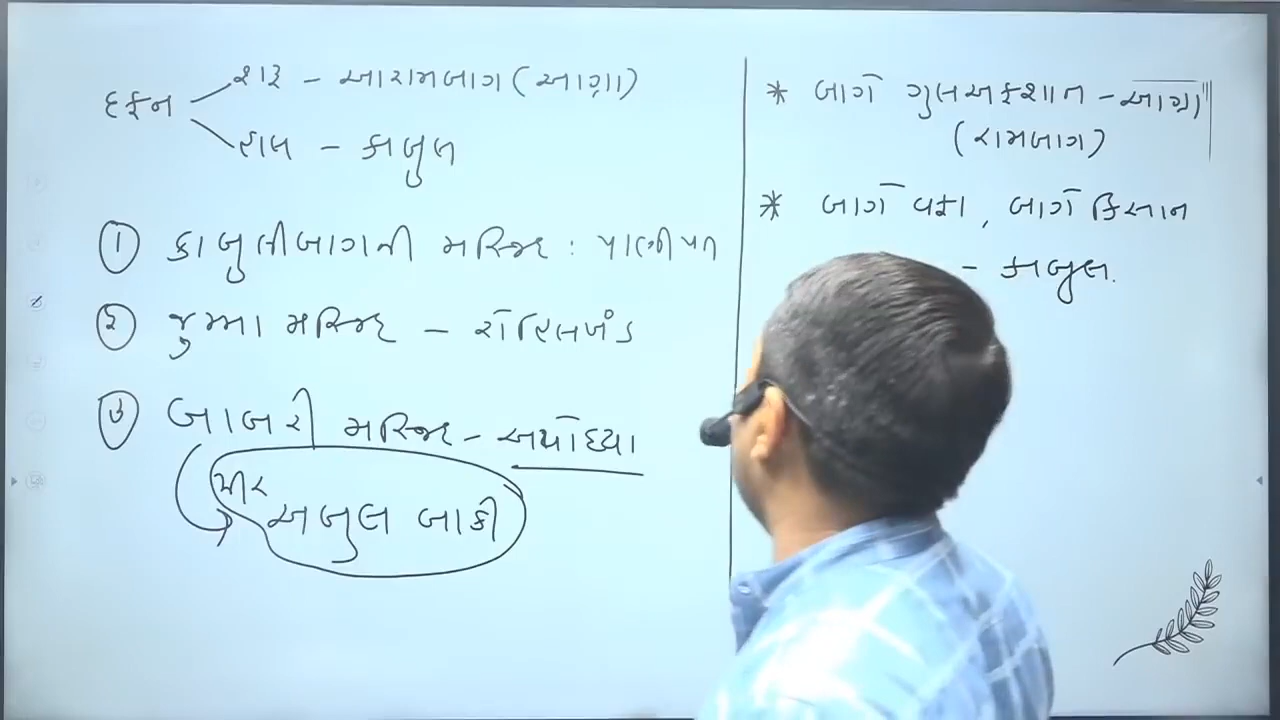 દફન
શરૂ - આરામબાગ (આગ્રા)
હાલ - કાબુલ
① કાબુલીબાગની મસ્જિદ : પાણીપત
② જુમ્મા મસ્જિદ - રોહિલખંડ
③ બાબરી મસ્જિદ - અયોધ્યા
મીર
અબુલ બાકી
* બાગે ગુલઅફશાન - આગ્રા
(રામબાગ)
* બાગે વફા, બાગે કિલાન
- કાબુલ.